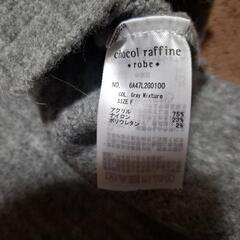 chocol raffine
• robe •
NO. 6A47L2G0100
COL. Gray Mixture
SIZE F
アクリル 75%
ナイロン 23%
ポリウレタン 2%